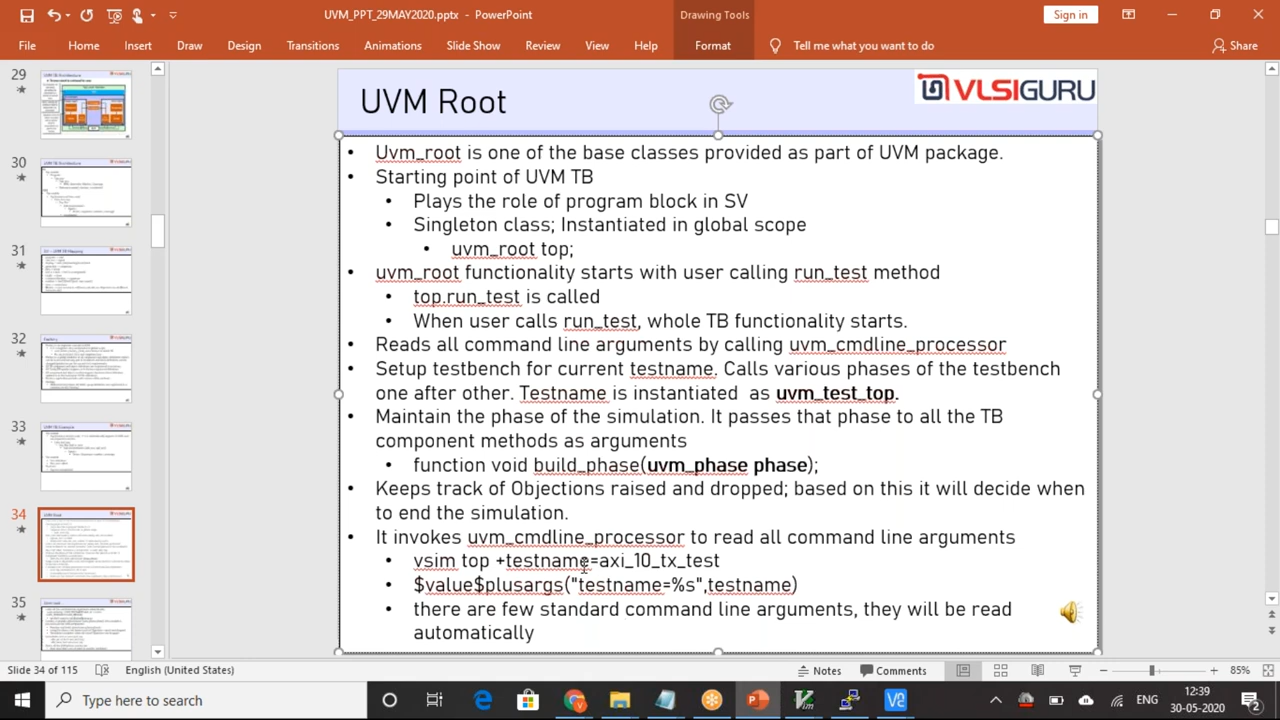 UVM_PPT_29MAY2020.pptx - PowerPoint
Drawing Tools
Sign in
File Home Insert Draw Design Transitions Animations Slide Show Review View Help Format Tell me what you want to do Share
29
30
31
32
33
34
35
UVM Root
VLSIGURU
• Uvm_root is one of the base classes provided as part of UVM package.
• Starting point of UVM TB
• Plays the role of program block in SV
• Singleton class; Instantiated in global scope
• uvm_root top;
• uvm_root functionality starts with user calling run_test method
• top.run_test is called
• When user calls run_test, whole TB functionality starts.
• Reads all command line arguments by calling uvm_cmdline_processor
• Setup testbench for current testname. Calls various phases of the testbench
one after other. Testname is instantiated as uvm_test_top.
• Maintain the phase of the simulation. It passes that phase to all the TB
component methods as arguments
• function void build_phase(uvm_phase phase);
• Keeps track of Objections raised and dropped; based on this it will decide when
to end the simulation.
• It invokes uvm_cmdline_processor to read all command line arguments
• vsim top +testname=axi_10_tx_test
• $value$plusargs("testname=%s",testname)
• there are few standard command line arguments, they will be read
automatically
Slide 34 of 115 English (United States) Notes Comments 85%
Type here to search
ENG
12:39
30-05-2020
2